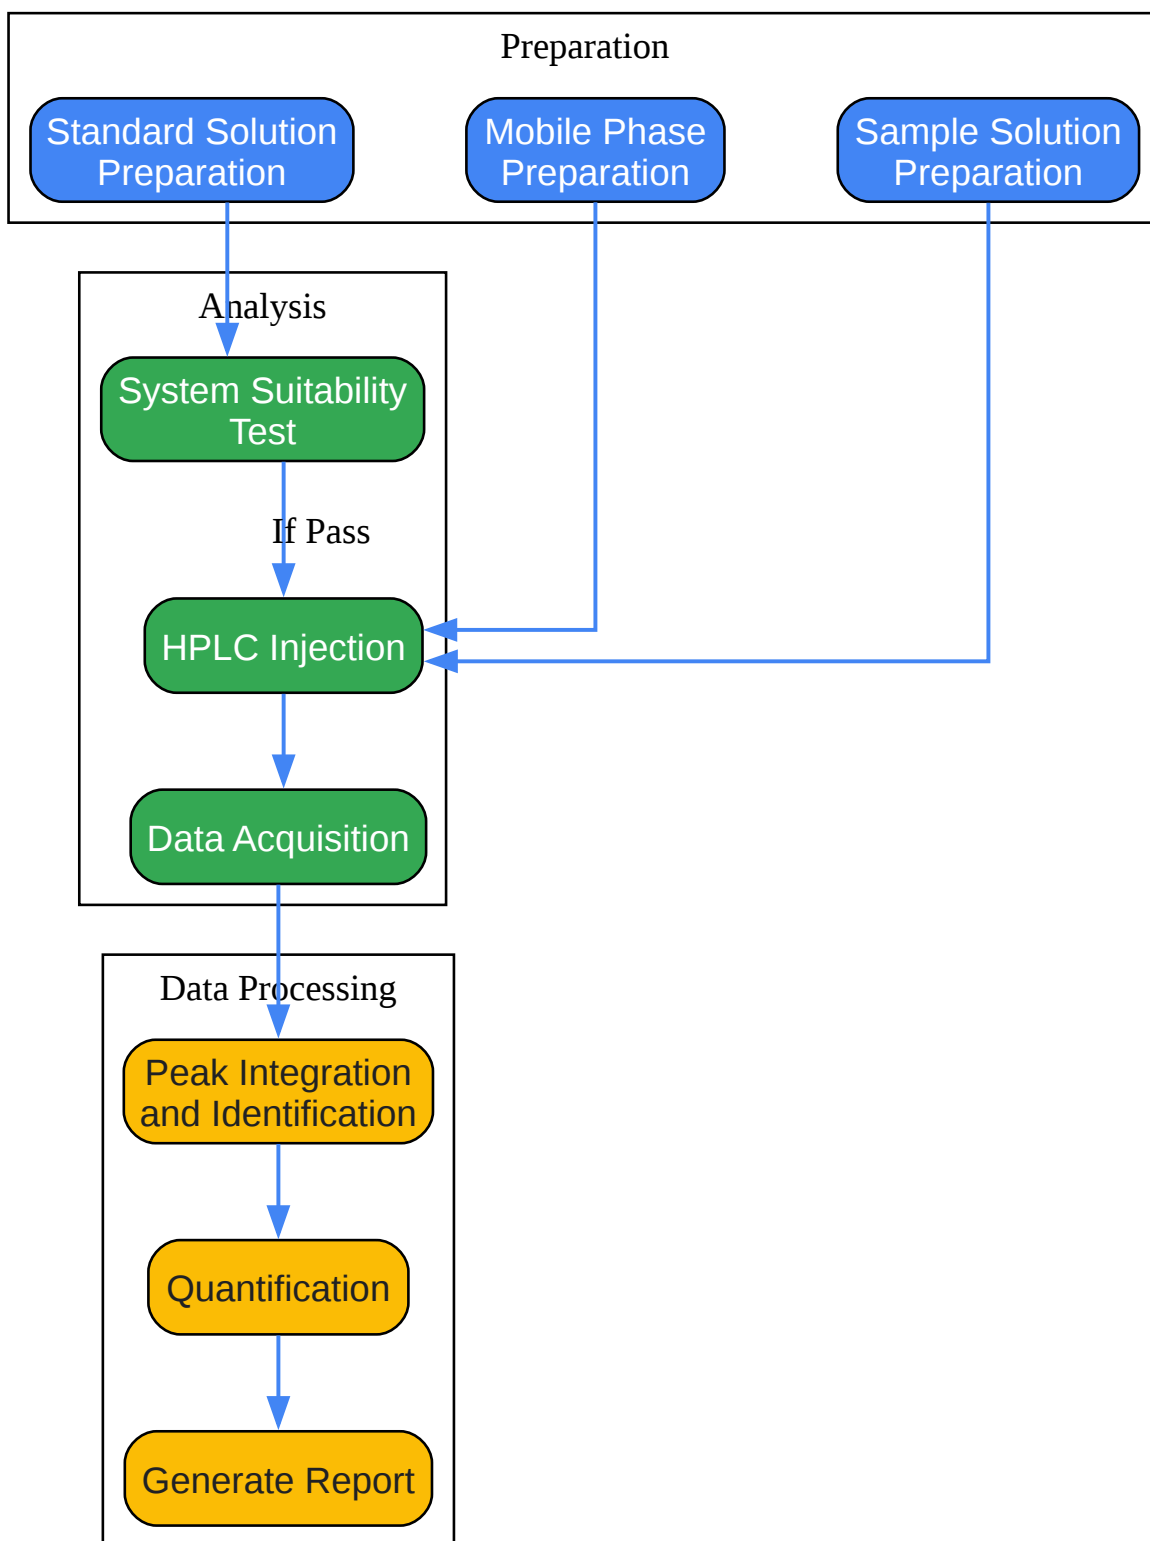 Preparation
Standard Solution
Preparation
Mobile Phase
Preparation
Sample Solution
Preparation
Analysis
System Suitability
Test
If Pass
HPLC Injection
Data Acquisition
Data Processing
Peak Integration
and Identification
Quantification
Generate Report